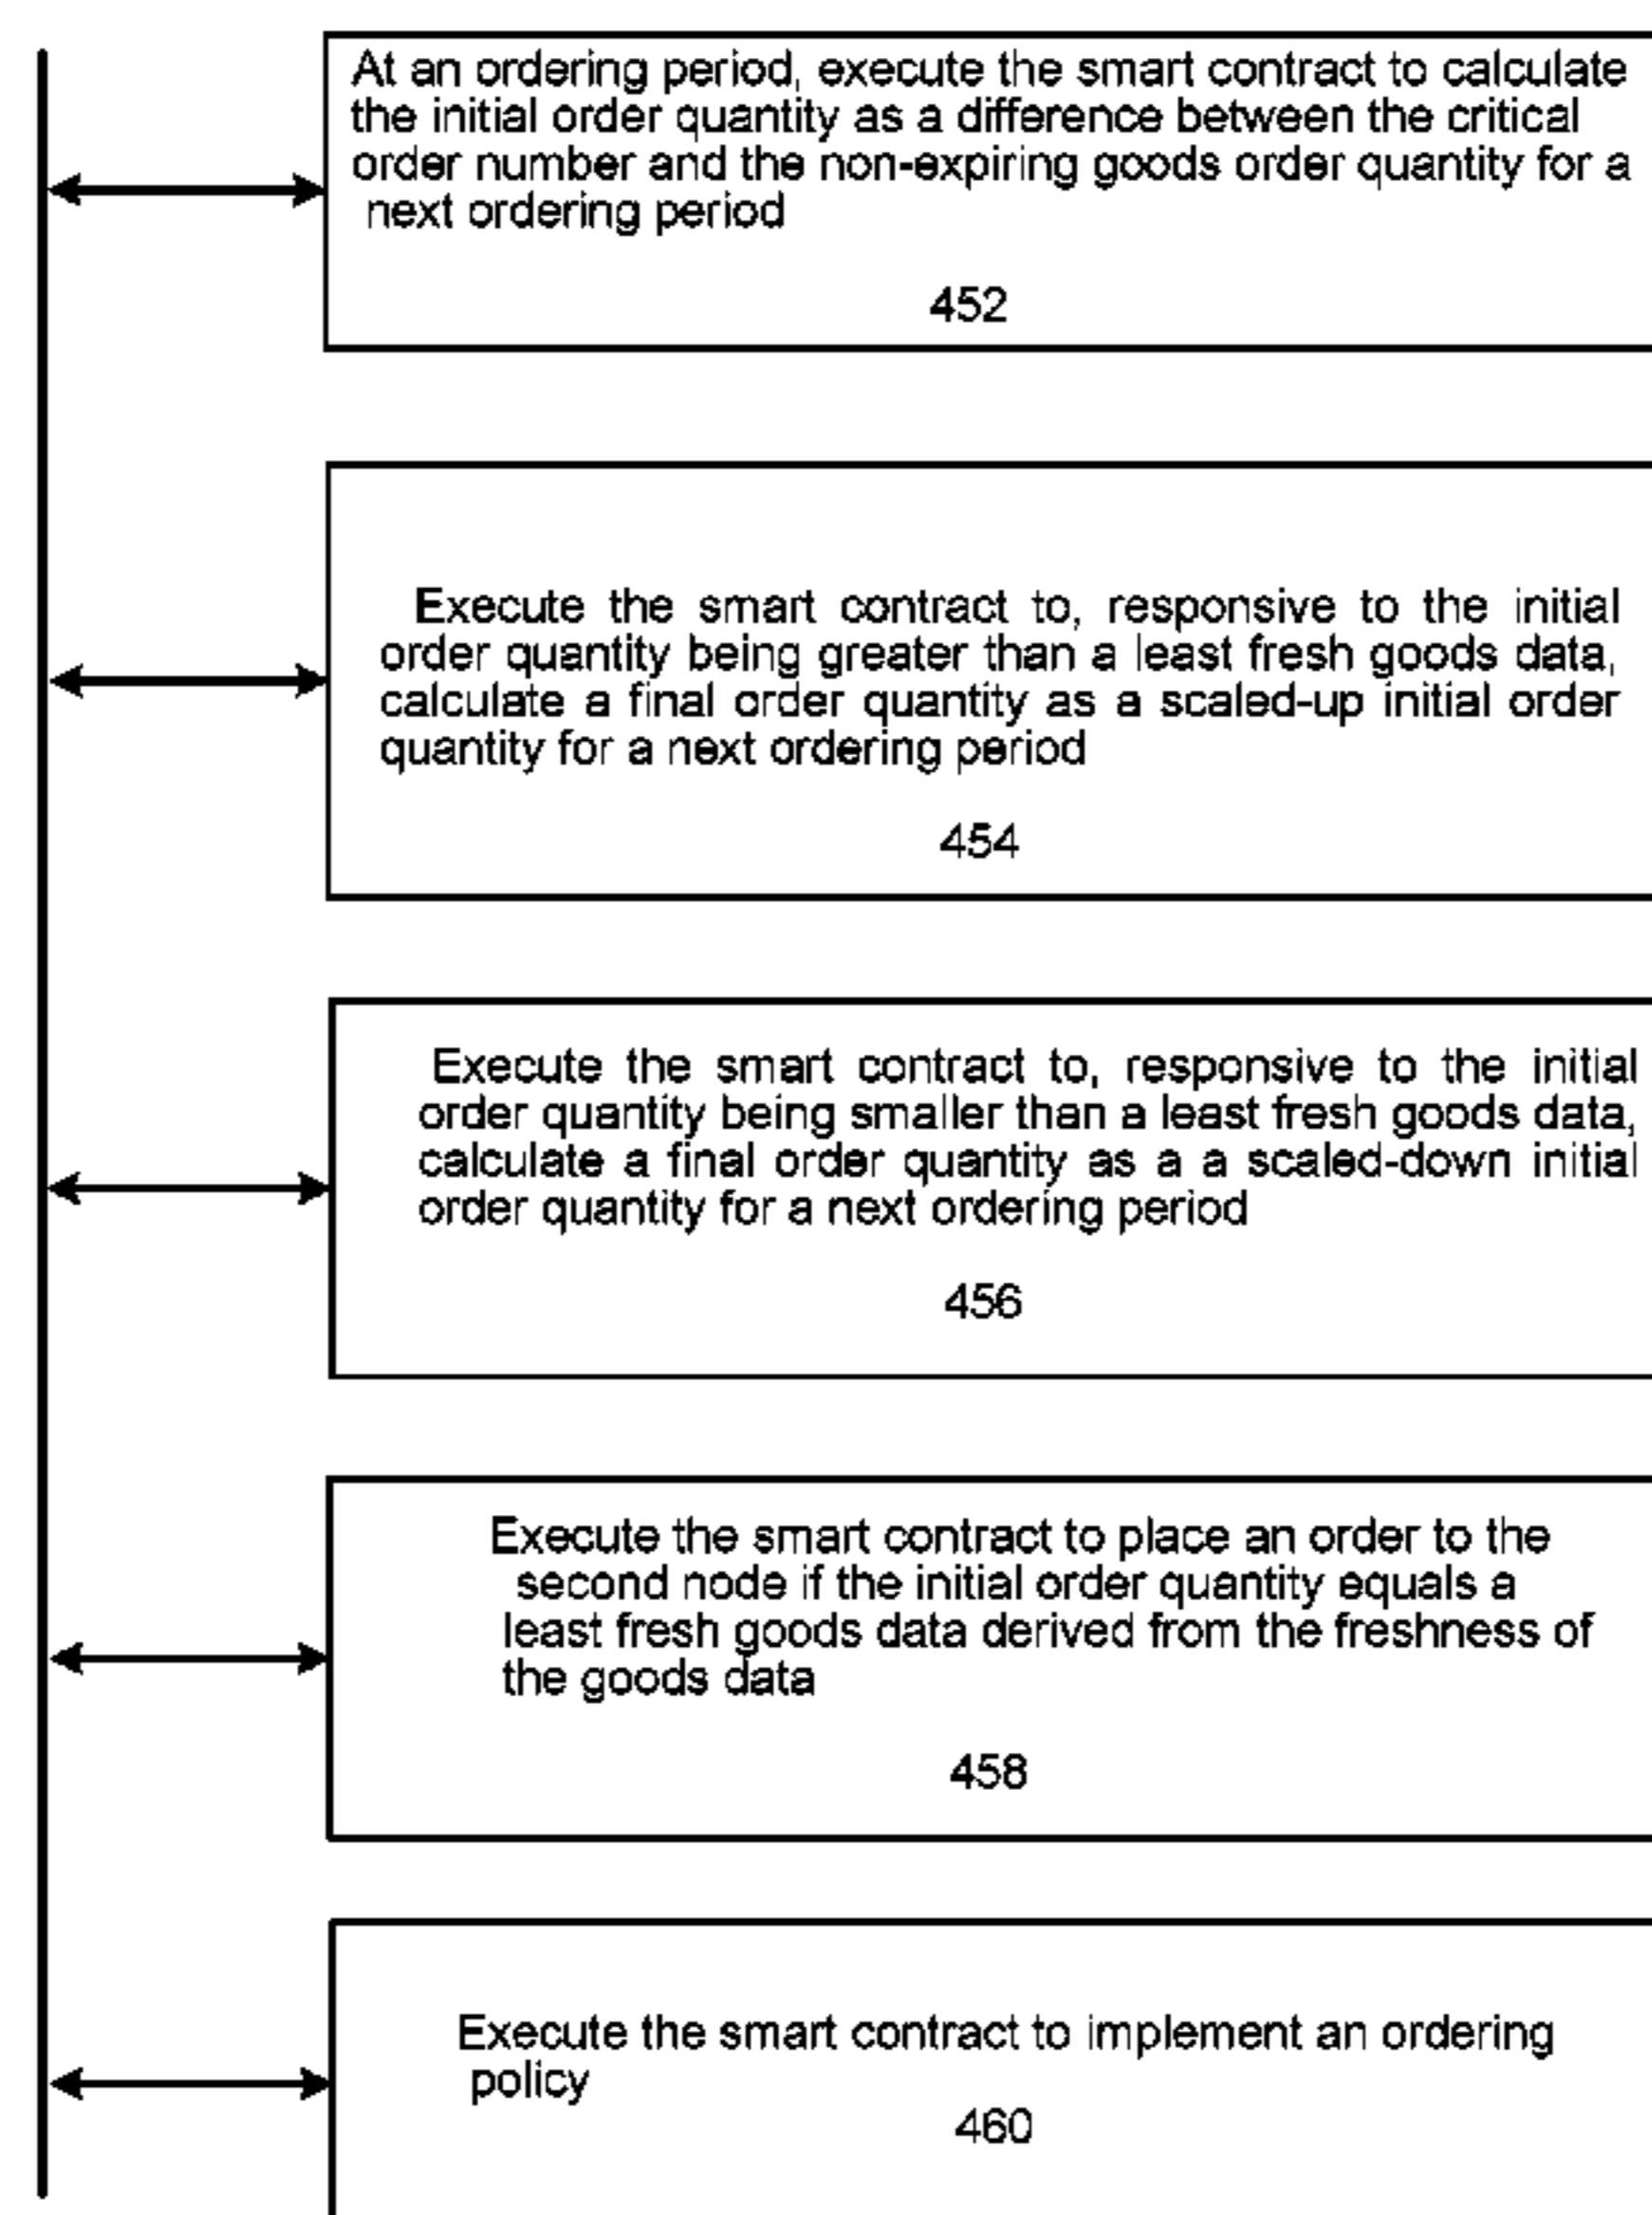 At an ordering period, execute the smart contract to calculate
the initial order quantity as a difference between the critical
order number and the non-expiring goods order quantity for a
next ordering period
452
Execute the smart contract to, responsive to the initial
order quantity being greater than a least fresh goods data,
calculate a final order quantity as a scaled-up initial order
quantity for a next ordering period
454
Execute the smart contract to, responsive to the initial
order quantity being smaller than a least fresh goods data,
calculate a final order quantity as a a scaled-down initial
order quantity for a next ordering period
456
Execute the smart contract to place an order to the
second node if the initial order quantity equals a
least fresh goods data derived from the freshness of
the goods data
458
Execute the smart contract to implement an ordering
policy
460